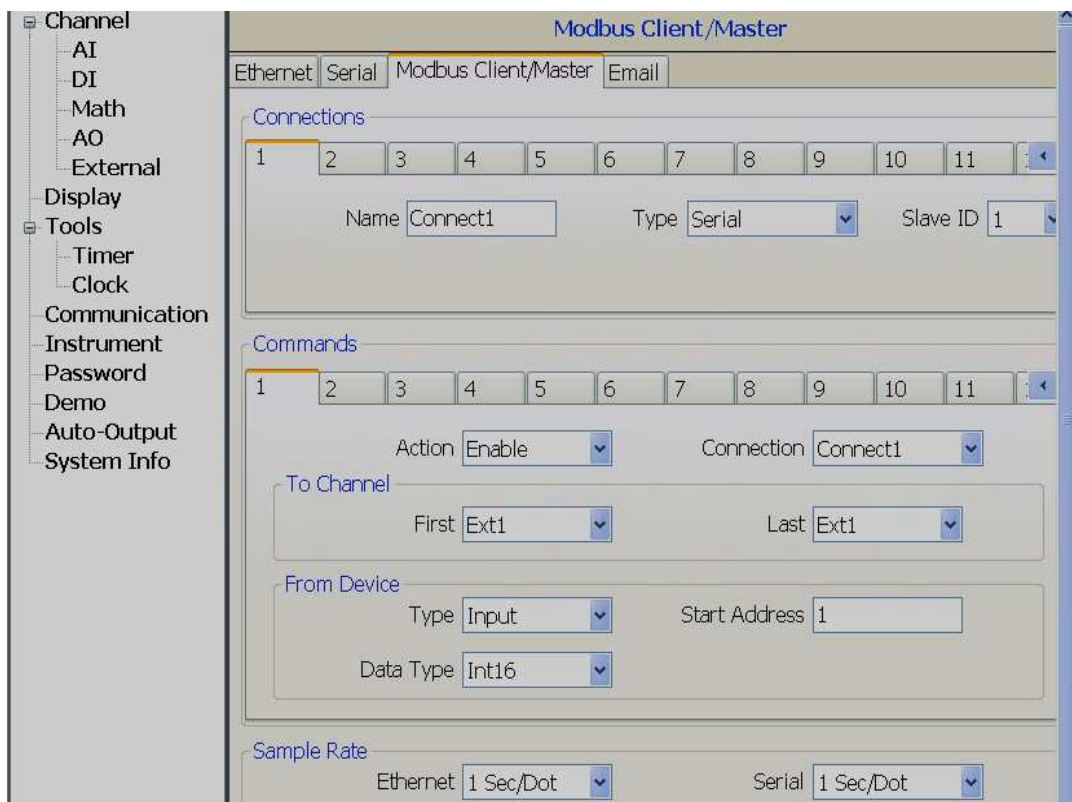 Channel
AI
DI
Math
AO
External
Display
Tools
Timer
Clock
Communication
Instrument
Password
Demo
Auto-Output
System Info
Modbus Client/Master
Ethernet Serial Modbus Client/Master Email
Connections
1 2 3 4 5 6 7 8 9 10 11
Name Connect1 Type Serial Slave ID 1
Commands
1 2 3 4 5 6 7 8 9 10 11
Action Enable Connection Connect1
To Channel
First Ext1 Last Ext1
From Device
Type Input Start Address 1
Data Type Int16
Sample Rate
Ethernet 1 Sec/Dot Serial 1 Sec/Dot